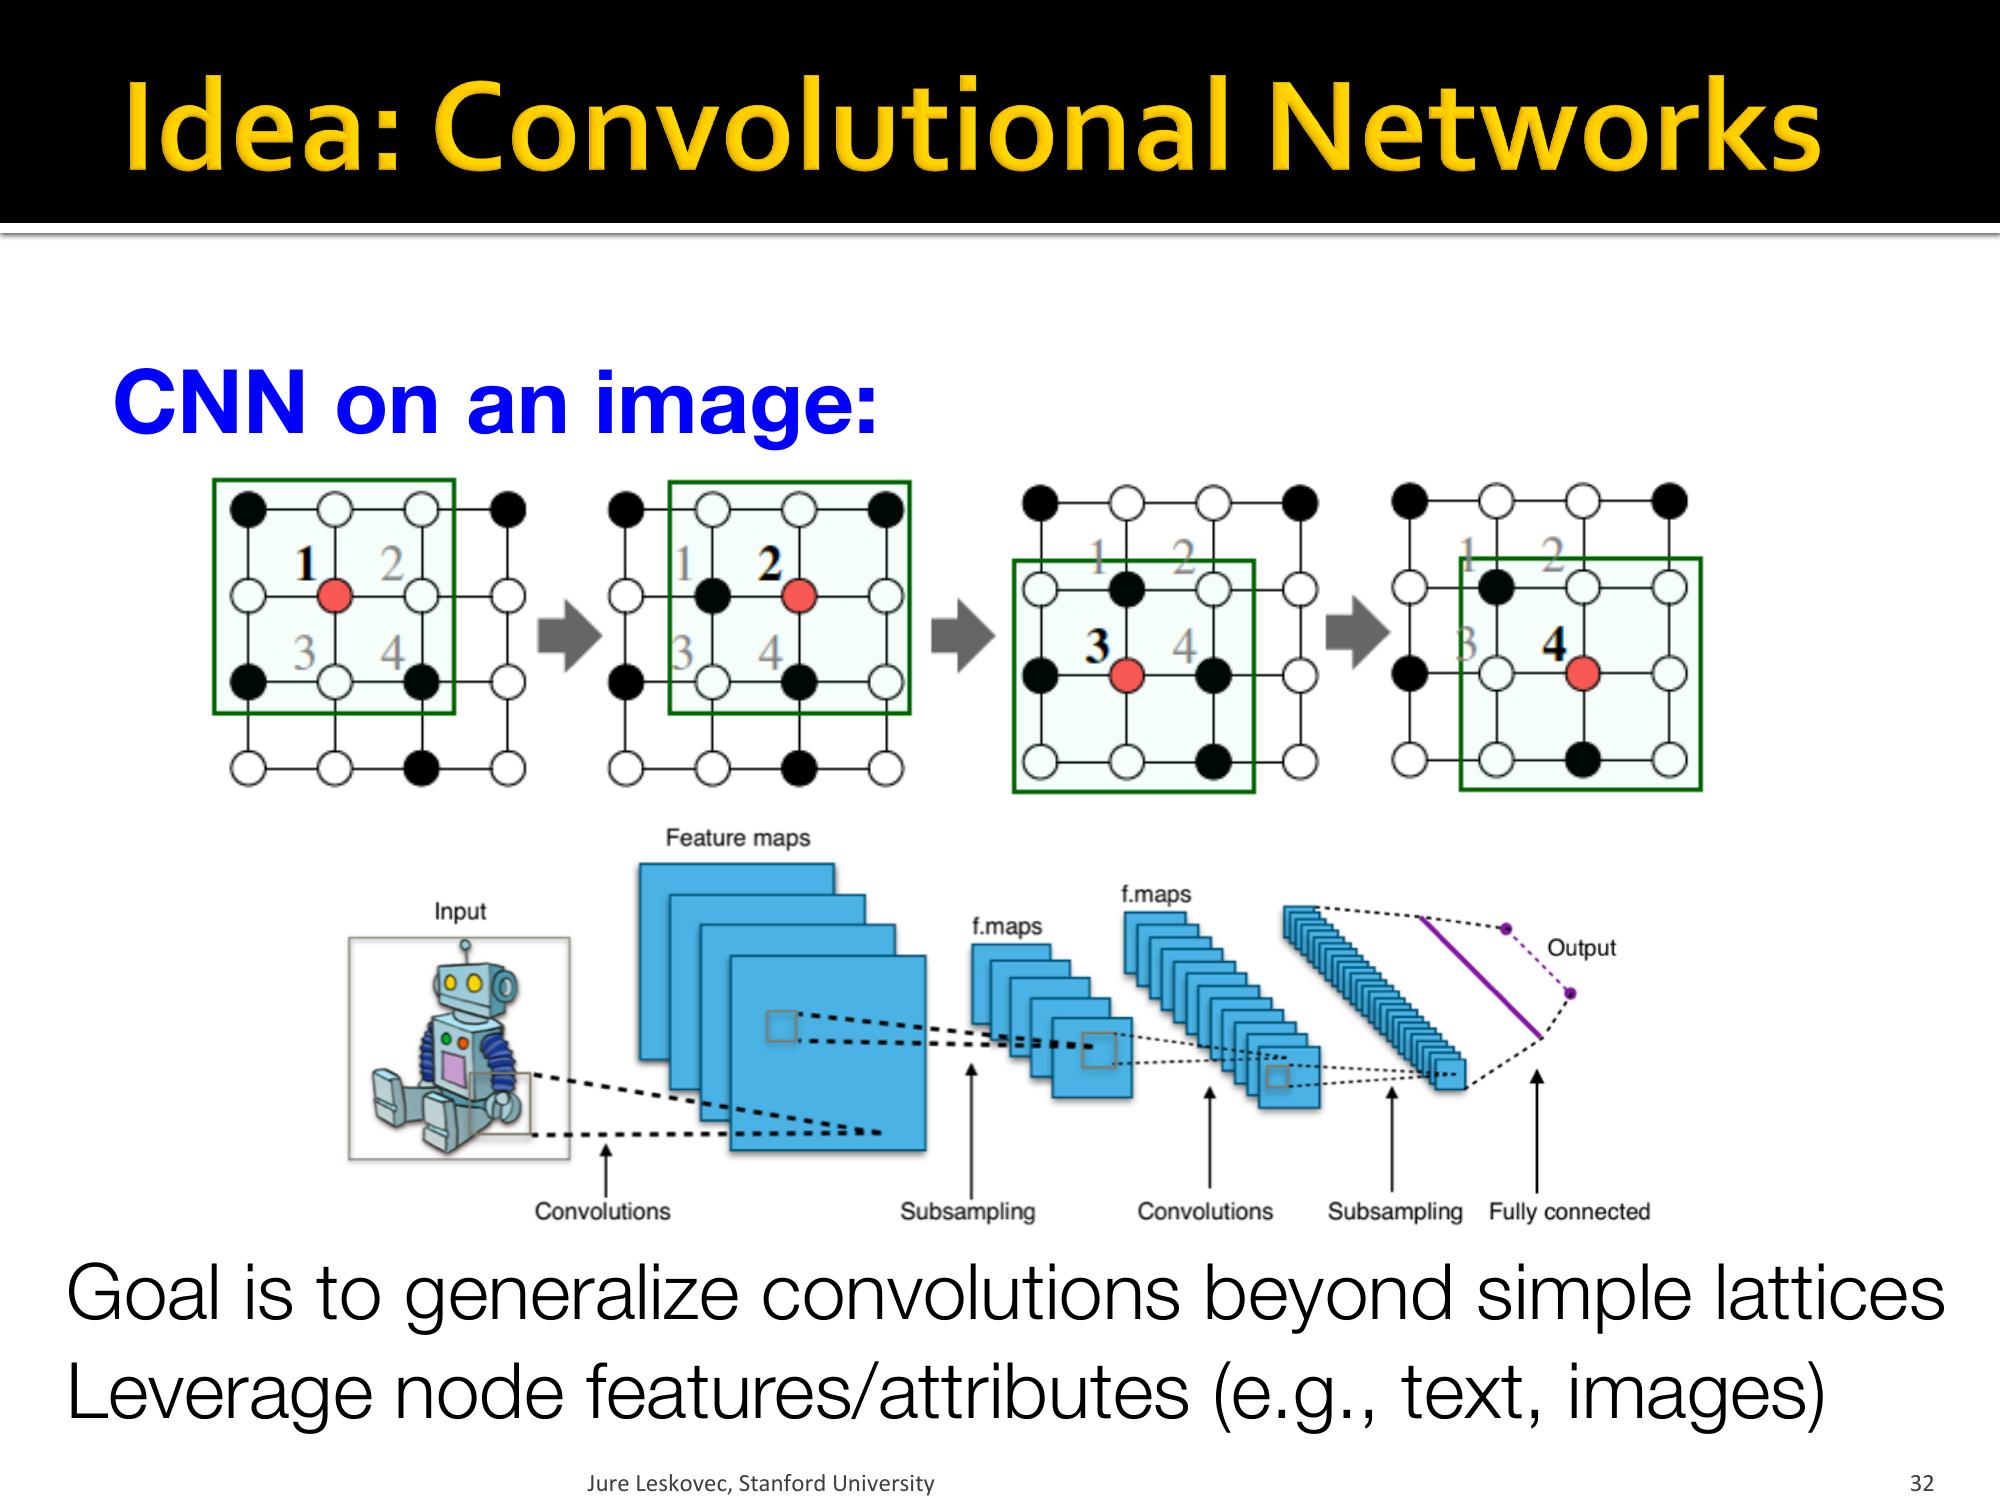 Idea: Convolutional Networks
CNN on an image:
1 2
3 4
1 2
3 4
1 2
3 4
1 2
3 4
Feature maps
Input
f.maps
f.maps
Output
Convolutions Subsampling Convolutions Subsampling Fully connected
Goal is to generalize convolutions beyond simple lattices
Leverage node features/attributes (e.g., text, images)
Jure Leskovec, Stanford University 32